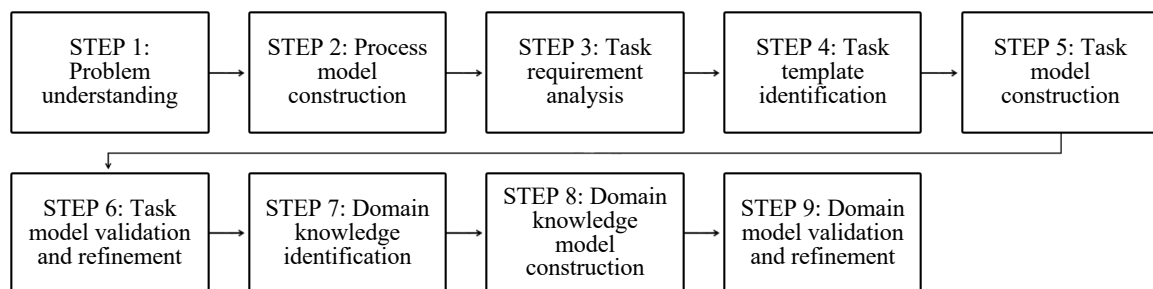 STEP 1:
Problem
understanding
STEP 2: Process
model
construction
STEP 3: Task
requirement
analysis
STEP 4: Task
template
identification
STEP 5: Task
model
construction
STEP 6: Task
model validation
and refinement
STEP 7: Domain
knowledge
identification
STEP 8: Domain
knowledge
model
construction
STEP 9: Domain
model validation
and refinement